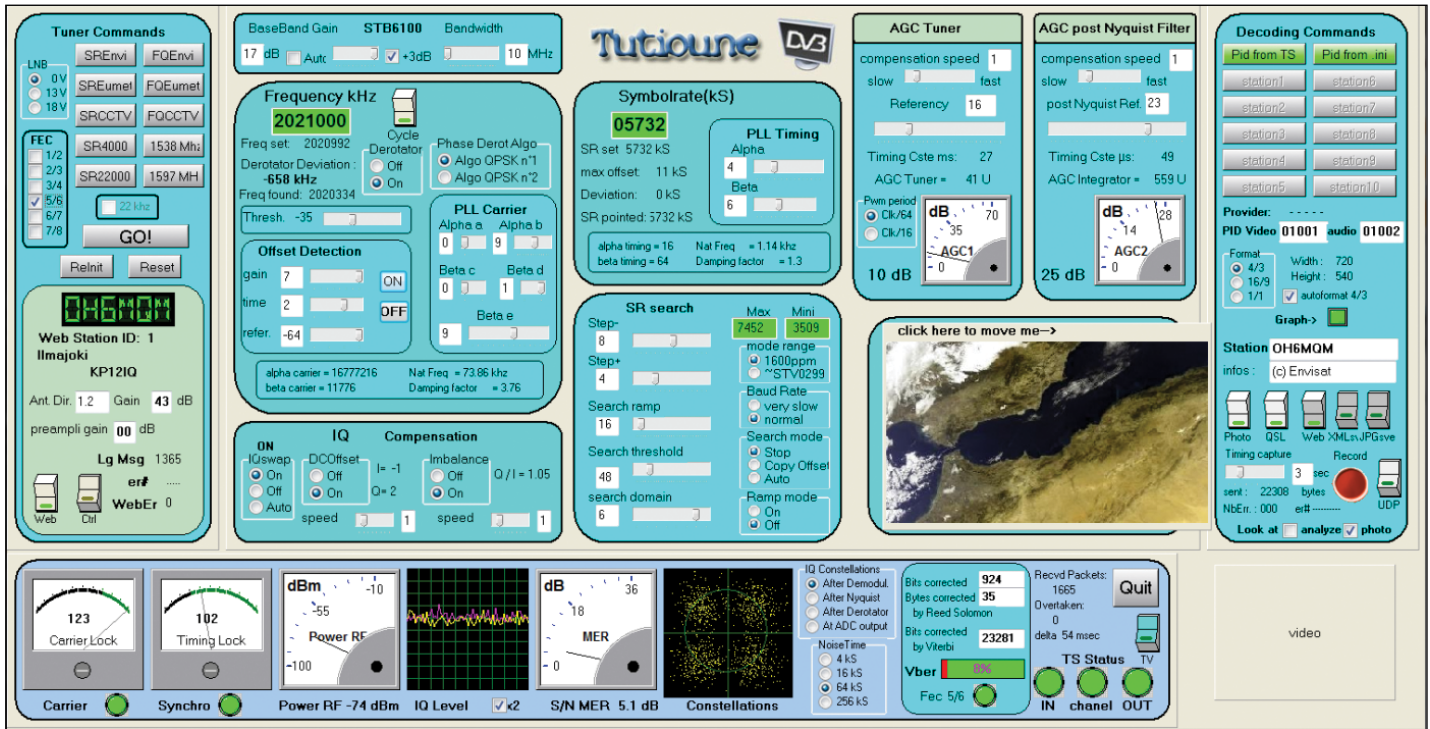 Tuner Commands
LNB
0 V
13 V
18 V
SREnvi FQEnvi
SREumet FQEumet
SRCCTV FQCCTV
SR4000 1538 Mhz
SR22000 1597 MH
FEC
1/2
2/3
3/4
5/6
6/7
7/8
22 khz
GO!
ReInit Reset
OH6MQM
Web Station ID: 1
Ilmajoki
KP12IQ
Ant. Dir. 1.2 Gain 43 dB
preampli gain 00 dB
Lg Msg 1365
er# .....
WebEr 0
Web Ctrl
BaseBand Gain STB6100 Bandwidth
17 dB Auto +3dB 10 MHz
Frequency kHz
2021000
Cycle
Freq set: 2020992
Derotator Deviation :
-658 kHz
Freq found: 2020334
Derotator
Off
On
Phase Derot Algo
Algo QPSK n°1
Algo QPSK n°2
Thresh. -35
Offset Detection
gain 7 ON
time 2 OFF
refer. -64
PLL Carrier
Alpha a Alpha b
0 9
Beta c Beta d
0 1
Beta e
9
alpha carrier = 16777216 Nat Freq = 73.86 khz
beta carrier = 11776 Damping factor = 3.76
IQ Compensation
ON
IQswap
On
Off
Auto
DCOffset
Off
On
I= -1
Q= 2
Imbalance
Off
On
Q / I = 1.05
speed 1 speed 1
Tutioune DVB
Symbolrate(kS)
05732
SR set 5732 kS
max offset: 11 kS
Deviation: 0 kS
SR pointed: 5732 kS
PLL Timing
Alpha
4
Beta
6
alpha timing = 16 Nat Freq = 1.14 khz
beta timing = 64 Damping factor = 1.3
SR search
Max Mini
7452 3509
Step-
8
Step+
4
Search ramp
16
Search threshold
48
search domain
6
mode range
1600ppm
~STV0299
Baud Rate
very slow
normal
Search mode
Stop
Copy Offset
Auto
Ramp mode
On
Off
AGC Tuner
compensation speed 1
slow fast
Referency 16
Timing Cste ms: 27
AGC Tuner = 41 U
Pwm period
Clk/64
Clk/16
dB 70
35
AGC1
0
10 dB
AGC post Nyquist Filter
compensation speed 1
slow fast
post Nyquist Ref. 23
Timing Cste µs: 49
AGC Integrator = 559 U
dB 28
14
AGC2
0
25 dB
click here to move me-->
Decoding Commands
Pid from TS Pid from .ini
station1 station6
station2 station7
station3 station8
station4 station9
station5 station10
Provider: - - - - -
PID Video 01001 audio 01002
Format
4/3
16/9
1/1
Width : 720
Height : 540
autoformat 4/3
Graph->
Station OH6MQM
infos : (c) Envisat
Photo QSL Web XMLsv JPGsve
Timing capture Record
3 sec
sent : 22308 bytes
NbErr. : 000 er# ----------
UDP
Look at analyze photo
123
Carrier Lock
102
Timing Lock
Carrier Synchro
dBm -10
-55
Power RF
-100
Power RF -74 dBm
IQ Level x2
dB 36
18
MER
0
S/N MER 5.1 dB
Constellations
IQ Constellations
After Demodul.
After Nyquist
After Derotator
At ADC output
NoiseTime
4 kS
16 kS
64 kS
256 kS
Bits corrected 924
Bytes corrected 35
by Reed Solomon
Bits corrected 23281
by Viterbi
Vber 8%
Fec 5/6
Recvd Packets:
1665
Overtaken:
0
delta 54 msec
Quit
TV
TS Status
IN chanel OUT
video